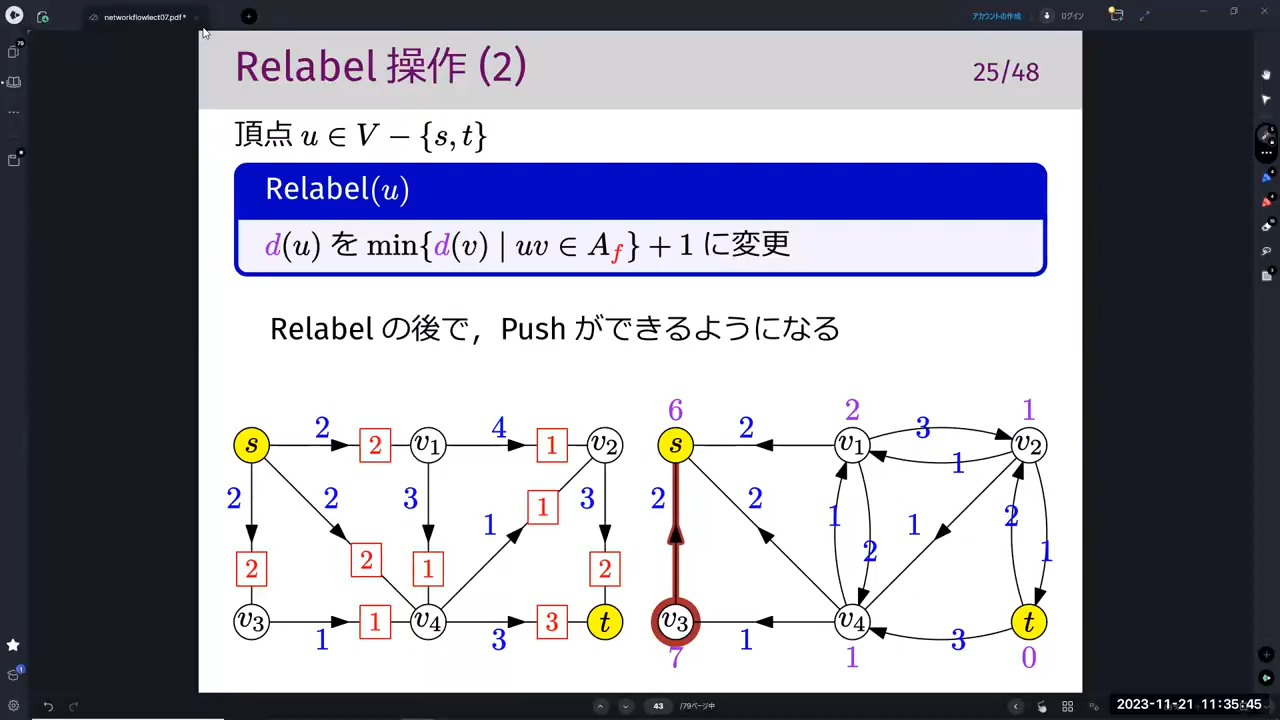 networkflowlect07.pdf*
アカウントの作成
ログイン
Relabel 操作 (2)
25/48
頂点 u ∈ V − {s, t}
Relabel(u)
d(u) を min{d(v) | uv ∈ A_f} + 1 に変更
Relabel の後で，Push ができるようになる
2 4
s 2 v1 1 v2
2 2 3 1 1 3
2 2 1 2
v3 1 v4 3 t
1 3
6 2 1
s 2 v1 3 v2
1
2 2 1 2 1 2 1
v3 1 v4 3 t
7 1 0
43 /79ページ中
2023-11-21 11:35:45